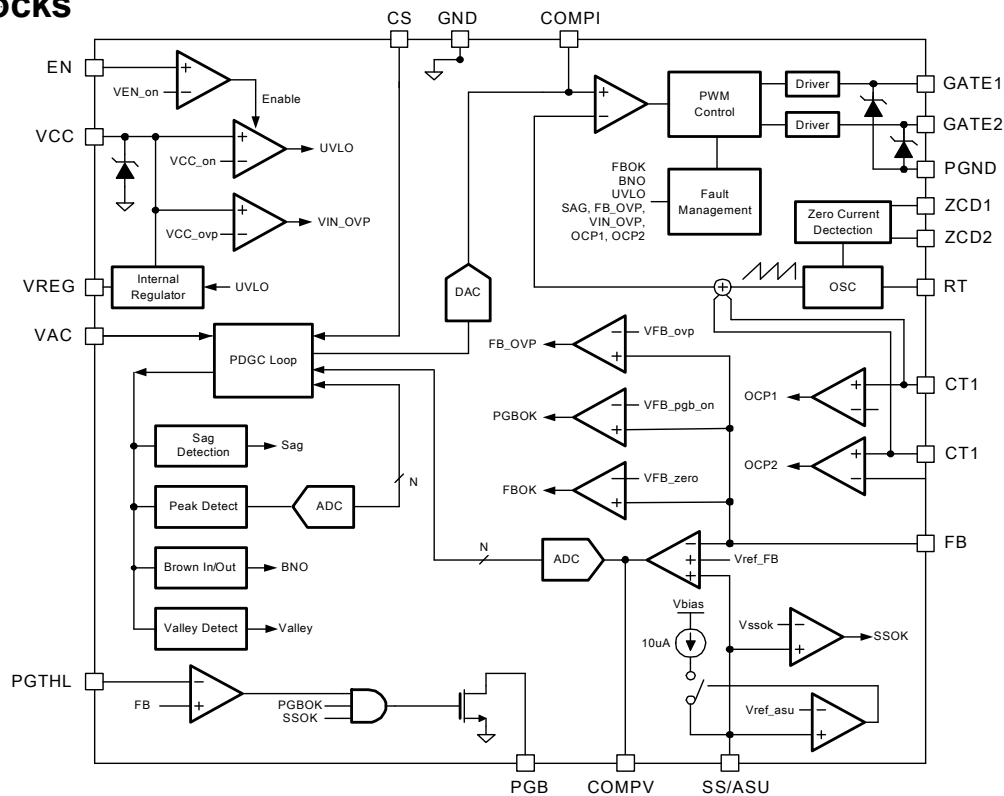 ocks
CS
GND
COMPI
EN
VEN_on
Enable
VCC
VCC_on
UVLO
VCC_ovp
VIN_OVP
VREG
Internal
Regulator
UVLO
VAC
PDGC Loop
DAC
PWM
Control
Driver
Driver
GATE1
GATE2
PGND
FBOK
BNO
UVLO
SAG, FB_OVP,
VIN_OVP,
OCP1, OCP2
Fault
Management
Zero Current
Dectection
ZCD1
ZCD2
OSC
RT
FB_OVP
VFB_ovp
PGBOK
VFB_pgb_on
FBOK
VFB_zero
OCP1
CT1
OCP2
CT1
Sag
Detection
Sag
Peak Detect
ADC
N
Brown In/Out
BNO
Valley Detect
Valley
N
ADC
Vref_FB
FB
Vbias
10uA
Vssok
SSOK
Vref_asu
PGTHL
FB
PGBOK
SSOK
PGB
COMPV
SS/ASU